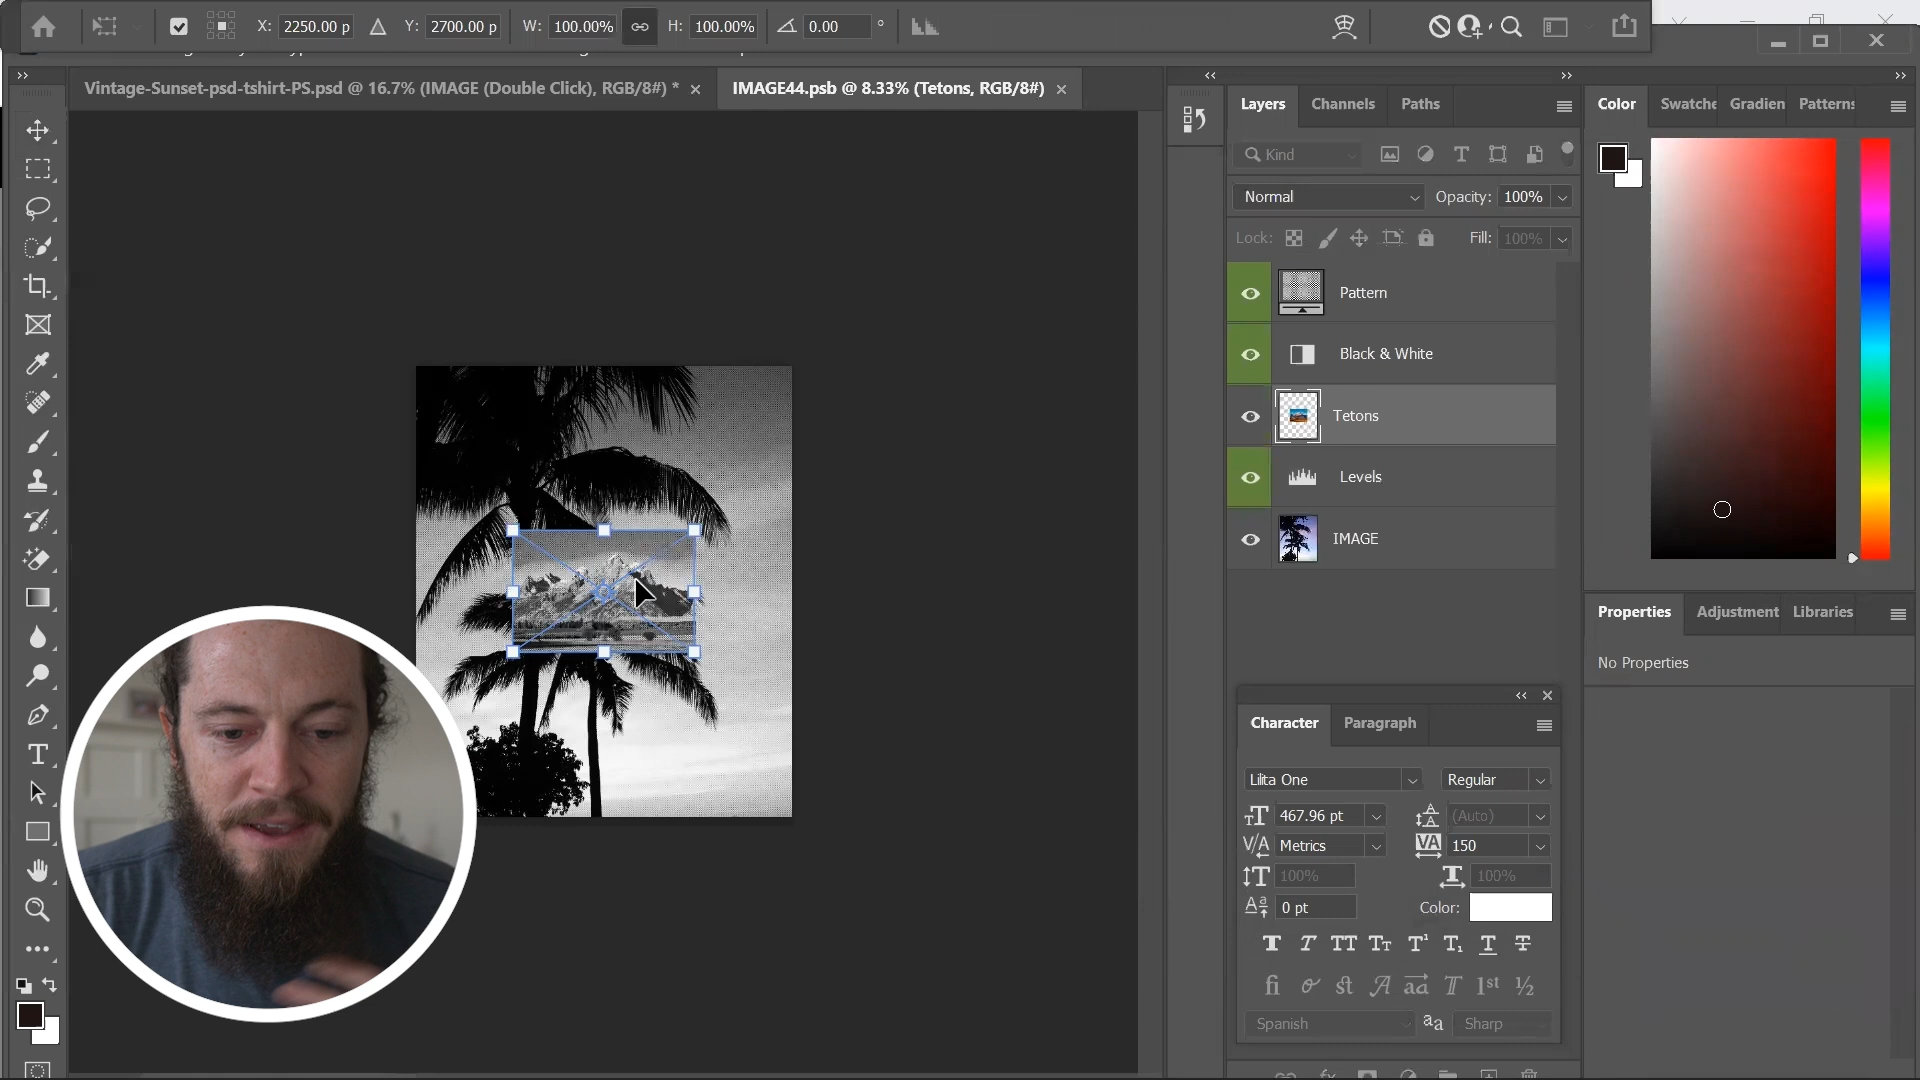 X: 2250.00 p Y: 2700.00 p W: 100.00% H: 100.00% 0.00 °
Vintage-Sunset-psd-tshirt-PS.psd @ 16.7% (IMAGE (Double Click), RGB/8#) * ×
IMAGE44.psb @ 8.33% (Tetons, RGB/8#) ×
Layers Channels Paths
Kind
Normal Opacity: 100%
Lock: Fill: 100%
Pattern
Black & White
Tetons
Levels
IMAGE
Character Paragraph
Lilita One Regular
467.96 pt (Auto)
Metrics 150
100% 100%
0 pt Color:
Spanish Sharp
Color Swatche Gradien Patterns
Properties Adjustment Libraries
No Properties